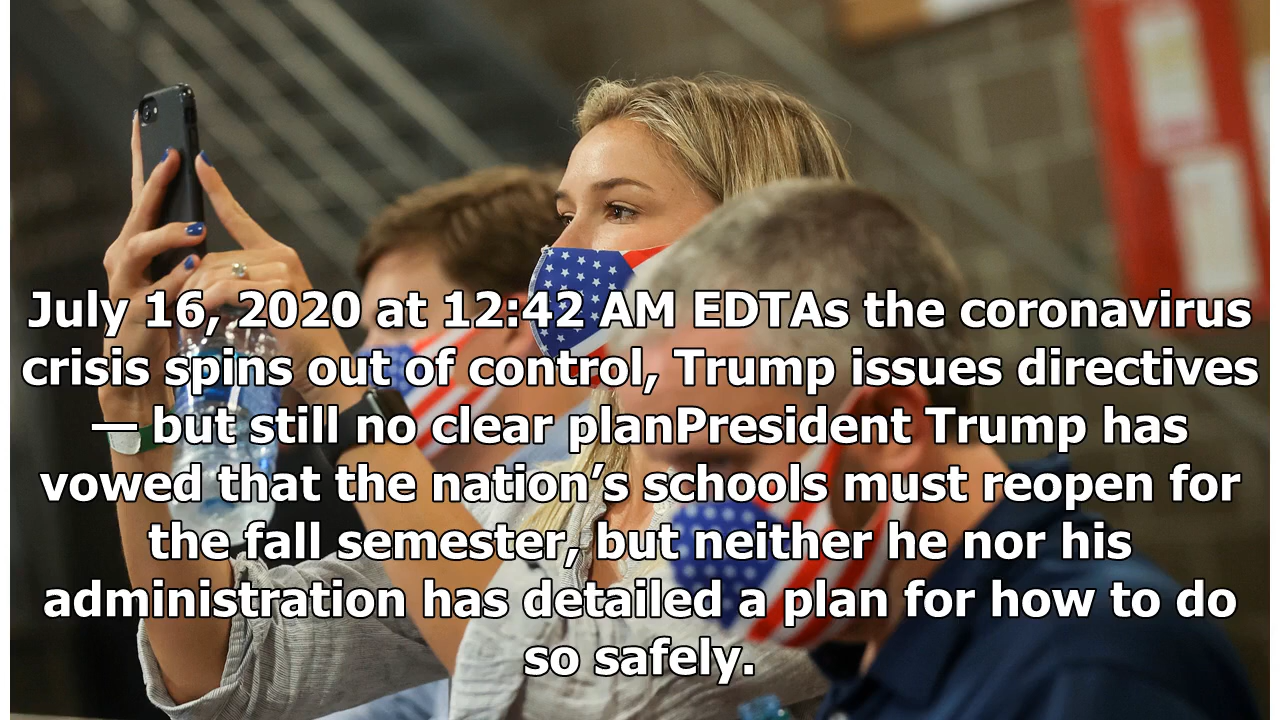 July 16, 2020 at 12:42 AM EDTAs the coronavirus
crisis spins out of control, Trump issues directives
— but still no clear planPresident Trump has
vowed that the nation’s schools must reopen for
the fall semester, but neither he nor his
administration has detailed a plan for how to do
so safely.